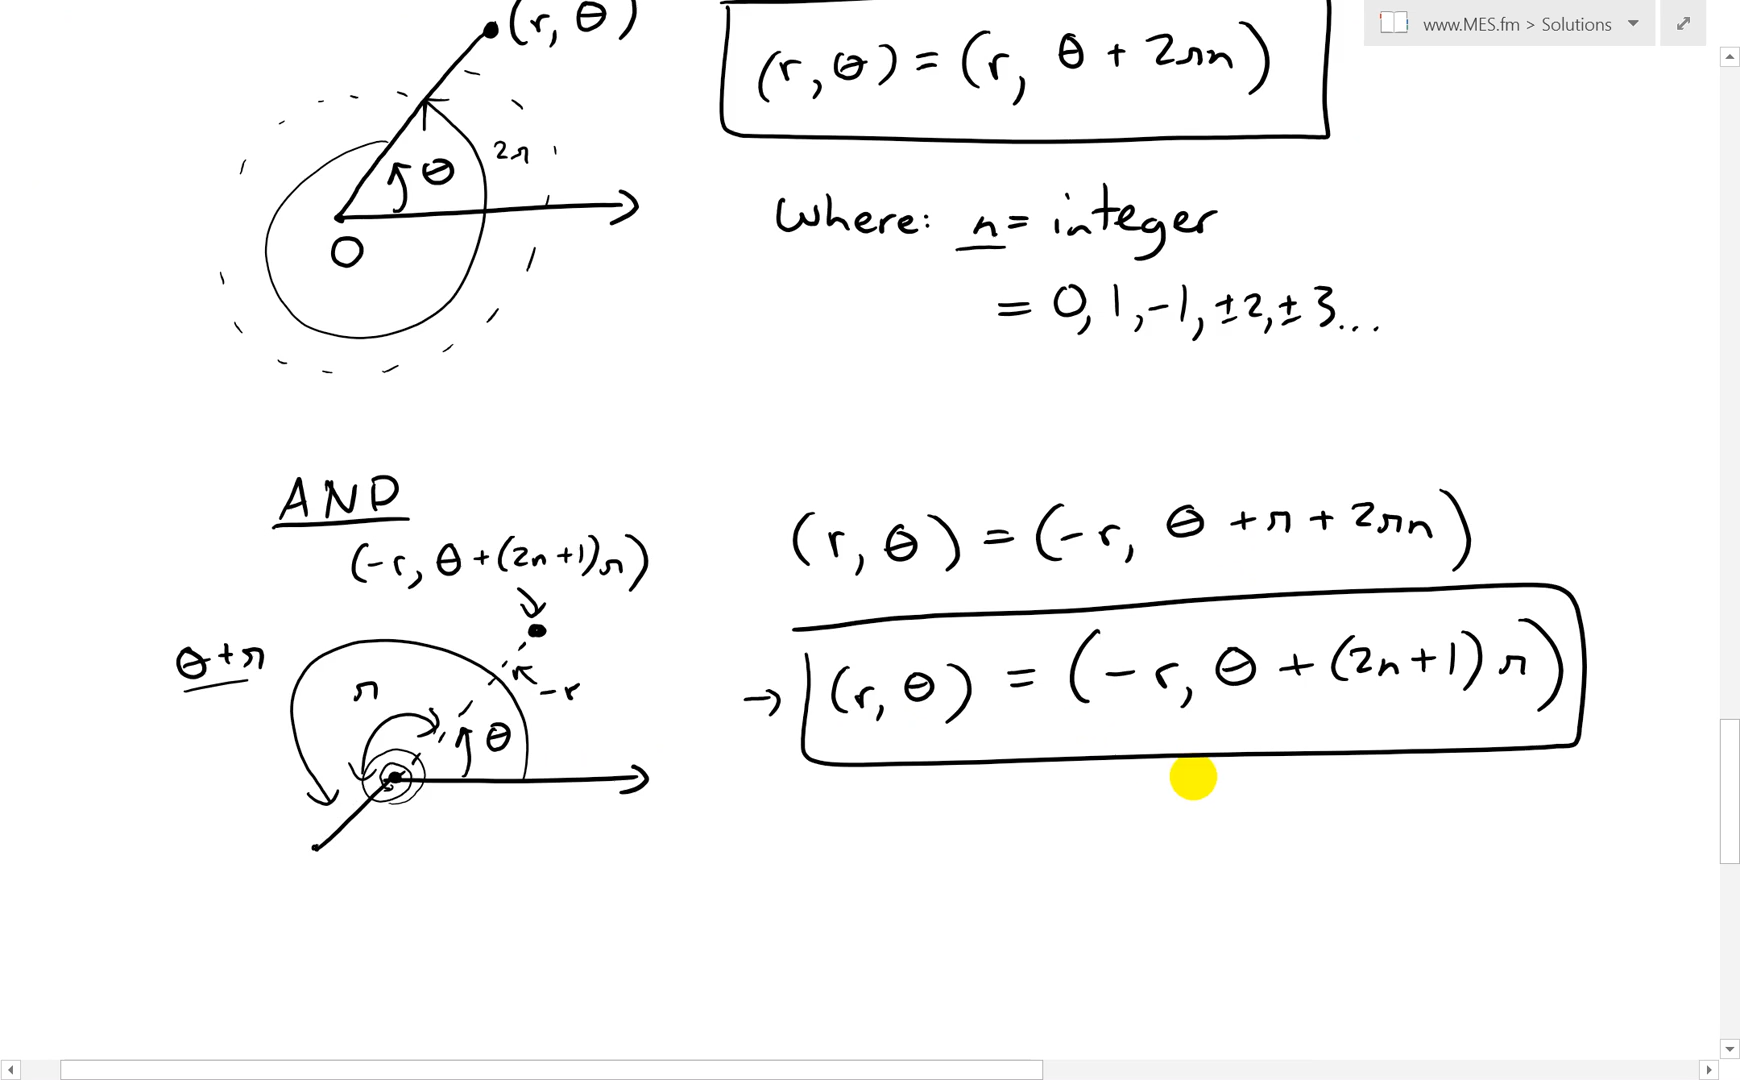 (r, θ)
(r, θ) = (r, θ + 2πn)
www.MES.fm > Solutions
2π
θ
O
where: n = integer
= 0, 1, -1, ±2, ±3...
AND
(-r, θ + (2n+1)π)
(r, θ) = (-r, θ + π + 2πn)
→ (r, θ) = (-r, θ + (2n+1)π)
θ+π
π
-r
θ